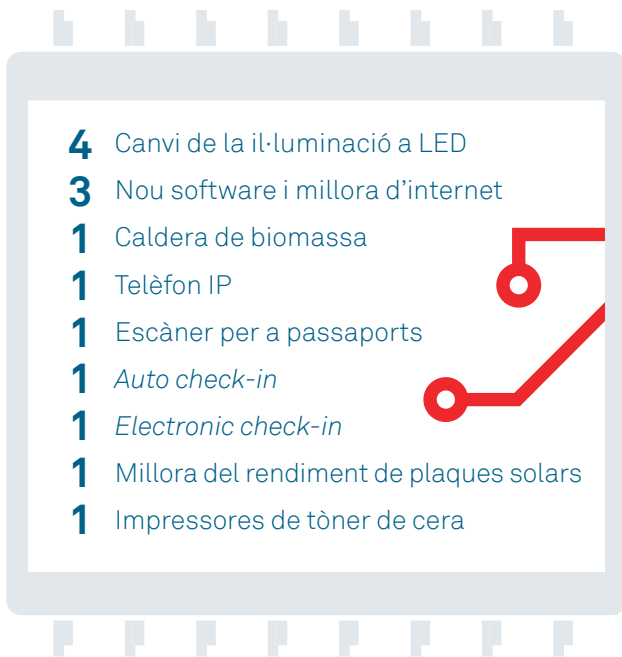 4 Canvi de la il·luminació a LED
3 Nou software i millora d’internet
1 Caldera de biomassa
1 Telèfon IP
1 Escàner per a passaports
1 Auto check-in
1 Electronic check-in
1 Millora del rendiment de plaques solars
1 Impressores de tòner de cera